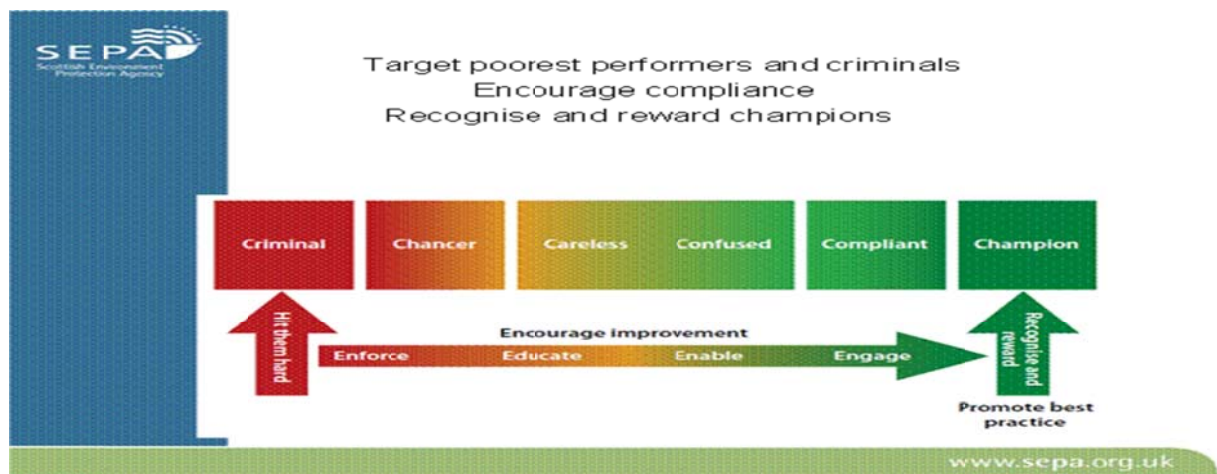 SEPA
Scottish Environment
Protection Agency
Target poorest performers and criminals
Encourage compliance
Recognise and reward champions
Criminal Chancer Careless Confused Compliant Champion
Hit them hard
Encourage improvement
Enforce Educate Enable Engage
Recognise and
reward
Promote best
practice
www.sepa.org.uk